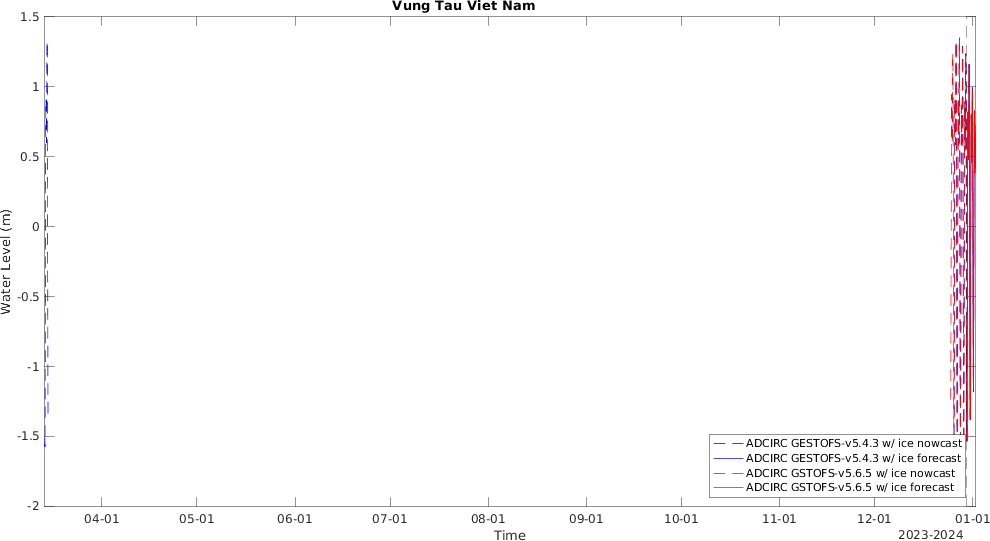 Vung Tau Viet Nam
1.5
1
0.5
0
-0.5
-1
-1.5
-2
Water Level (m)
ADCIRC GESTOFS-v5.4.3 w/ ice nowcast
ADCIRC GESTOFS-v5.4.3 w/ ice forecast
ADCIRC GSTOFS-v5.6.5 w/ ice nowcast
ADCIRC GSTOFS-v5.6.5 w/ ice forecast
04-01 05-01 06-01 07-01 08-01 09-01 10-01 11-01 12-01 01-01
Time
2023-2024